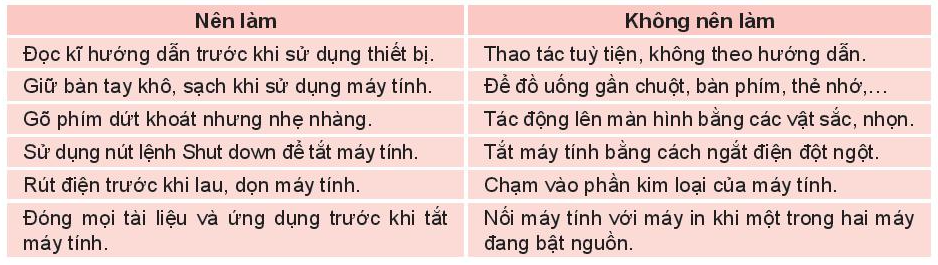 Nên làm
Không nên làm
Đọc kĩ hướng dẫn trước khi sử dụng thiết bị.
Thao tác tuỳ tiện, không theo hướng dẫn.
Giữ bàn tay khô, sạch khi sử dụng máy tính.
Để đồ uống gần chuột, bàn phím, thẻ nhớ,...
Gõ phím dứt khoát nhưng nhẹ nhàng.
Tác động lên màn hình bằng các vật sắc, nhọn.
Sử dụng nút lệnh Shut down để tắt máy tính.
Tắt máy tính bằng cách ngắt điện đột ngột.
Rút điện trước khi lau, dọn máy tính.
Chạm vào phần kim loại của máy tính.
Đóng mọi tài liệu và ứng dụng trước khi tắt
máy tính.
Nối máy tính với máy in khi một trong hai máy
đang bật nguồn.